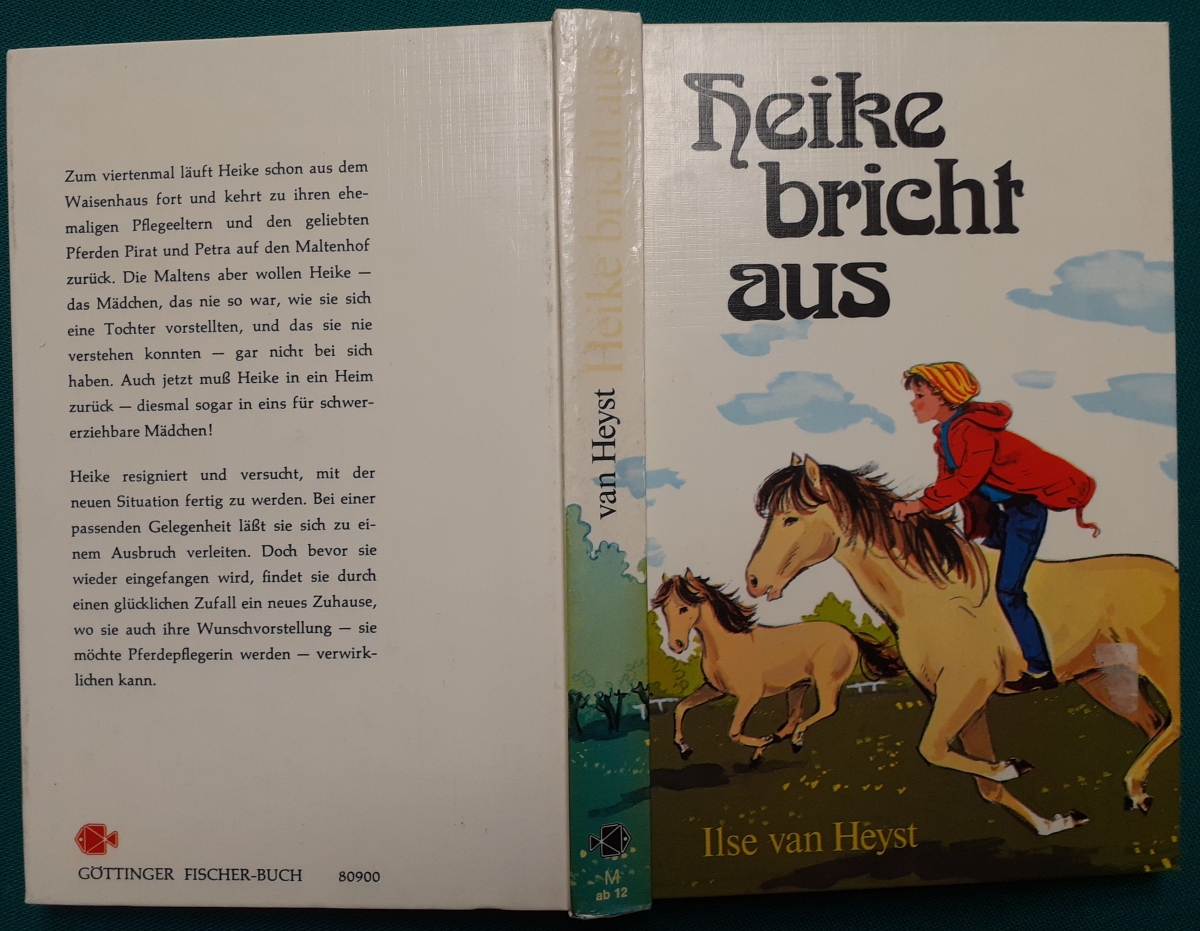 Zum viertenmal läuft Heike schon aus dem
Waisenhaus fort und kehrt zu ihren ehe-
maligen Pflegeeltern und den geliebten
Pferden Pirat und Petra auf den Maltenhof
zurück. Die Maltens aber wollen Heike —
das Mädchen, das nie so war, wie sie sich
eine Tochter vorstellten, und das sie nie
verstehen konnten — gar nicht bei sich
haben. Auch jetzt muß Heike in ein Heim
zurück — diesmal sogar in eins für schwer-
erziehbare Mädchen!
Heike resigniert und versucht, mit der
neuen Situation fertig zu werden. Bei einer
passenden Gelegenheit läßt sie sich zu ei-
nem Ausbruch verleiten. Doch bevor sie
wieder eingefangen wird, findet sie durch
einen glücklichen Zufall ein neues Zuhause,
wo sie auch ihre Wunschvorstellung — sie
möchte Pferdepflegerin werden — verwirk-
lichen kann.
GÖTTINGER FISCHER-BUCH 80900
van Heyst Heike bricht aus
M
ab 12
Heike
bricht
aus
Ilse van Heyst